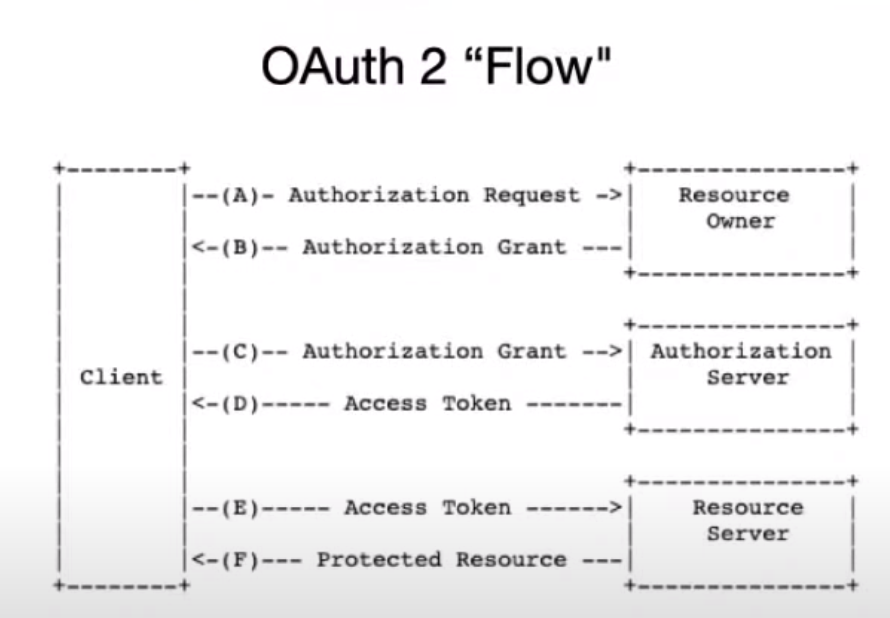 OAuth 2 “Flow"
+--------+                               +---------------+
|        |--(A)- Authorization Request ->|   Resource    |
|        |                               |     Owner     |
|        |<-(B)-- Authorization Grant ---|               |
|        |                               +---------------+
|        |
|        |                               +---------------+
|        |--(C)-- Authorization Grant -->| Authorization |
| Client |                               |     Server    |
|        |<-(D)----- Access Token -------|               |
|        |                               +---------------+
|        |
|        |                               +---------------+
|        |--(E)----- Access Token ------>|    Resource   |
|        |                               |     Server    |
|        |<-(F)--- Protected Resource ---|               |
+--------+                               +---------------+